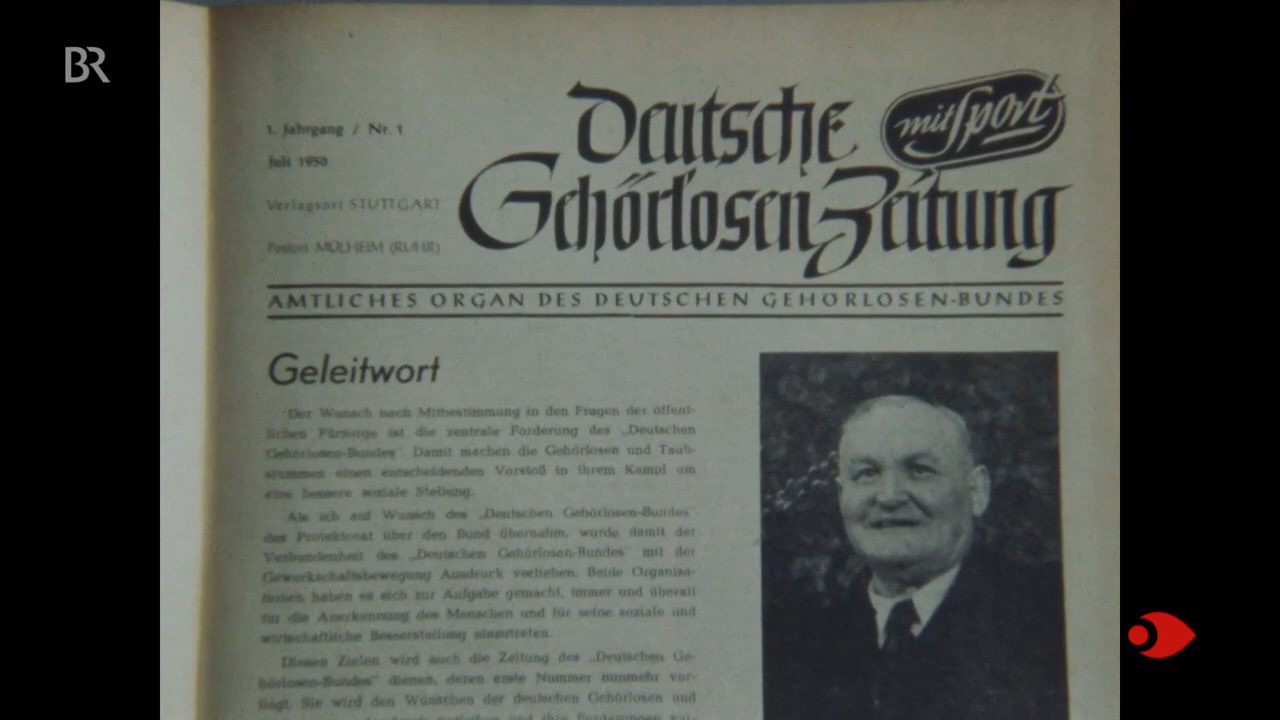 BR
1. Jahrgang / Nr. 1
Juli 1950
Verlagsort STUTTGART
Postort MÜLHEIM (RUHR)
Deutsche
mit Sport
Gehörlosen Zeitung
AMTLICHES ORGAN DES DEUTSCHEN GEHÖRLOSEN-BUNDES
Geleitwort
Der Wunsch nach Mitbestimmung in den Fragen der öffent-
lichen Fürsorge ist die zentrale Forderung des „Deutschen
Gehörlosen-Bundes". Damit machen die Gehörlosen und Taub-
stummen einen entscheidenden Vorstoß in ihrem Kampf um
eine bessere soziale Stellung.
Als ich auf Wunsch des „Deutschen Gehörlosen-Bundes"
das Protektorat über den Bund übernahm, wurde damit der
Verbundenheit des „Deutschen Gehörlosen-Bundes" mit der
Gewerkschaftsbewegung Ausdruck verliehen. Beide Organisa-
tionen haben es sich zur Aufgabe gemacht, immer und überall
für die Anerkennung des Menschen und für seine soziale und
wirtschaftliche Besserstellung einzutreten.
Diesen Zielen wird auch die Zeitung des „Deutschen Ge-
hörlosen-Bundes" dienen, deren erste Nummer nunmehr vor-
liegt. Sie wird den Wünschen der deutschen Gehörlosen und